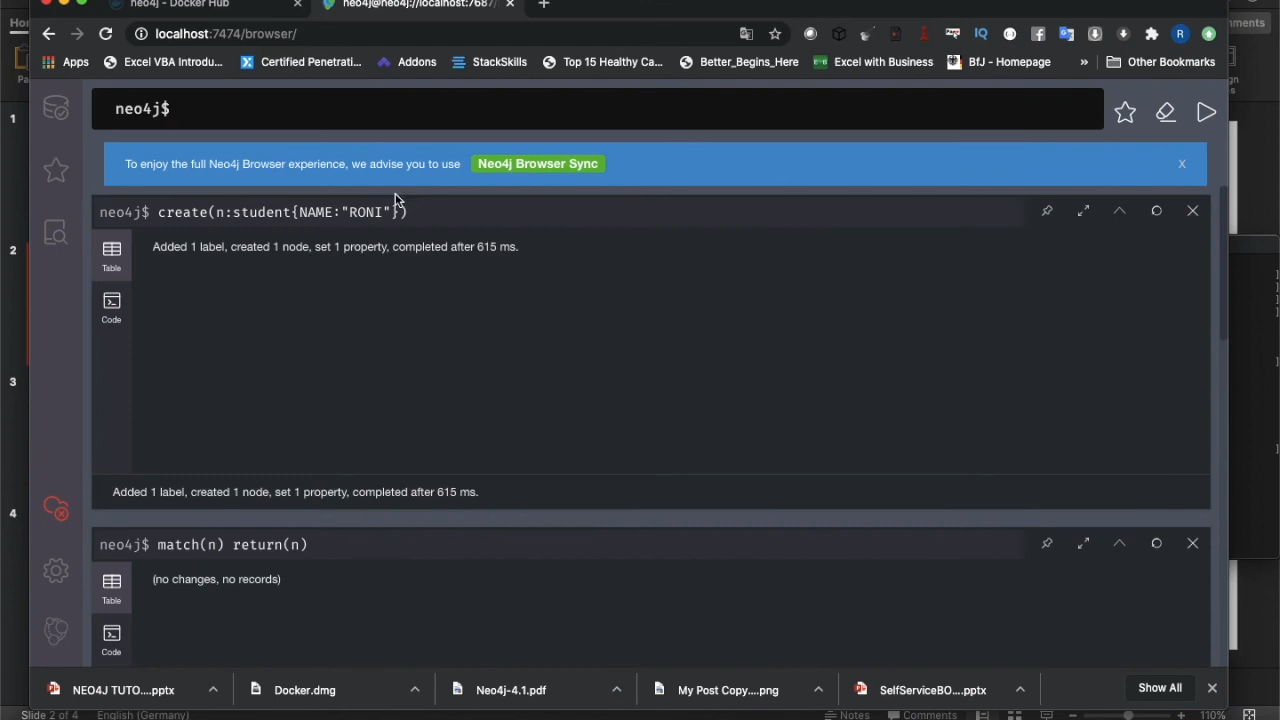 Ho
neo4j – Docker Hub
neo4j@neo4j://localhost:7687/
localhost:7474/browser/
Apps Excel VBA Introdu... Certified Penetrati... Addons StackSkills Top 15 Healthy Ca... Better_Begins_Here Excel with Business BfJ - Homepage » Other Bookmarks
Pa
1
neo4j$
To enjoy the full Neo4j Browser experience, we advise you to use Neo4j Browser Sync x
neo4j$ create(n:student{NAME:"RONI"})
Table
Added 1 label, created 1 node, set 1 property, completed after 615 ms.
2
Code
3
Added 1 label, created 1 node, set 1 property, completed after 615 ms.
4
neo4j$ match(n) return(n)
Table
(no changes, no records)
Code
NEO4J TUTO....pptx
Docker.dmg
Neo4j-4.1.pdf
My Post Copy....png
SelfServiceBO....pptx
Show All
Slide 2 of 4 English (Germany) Notes Comments 110%